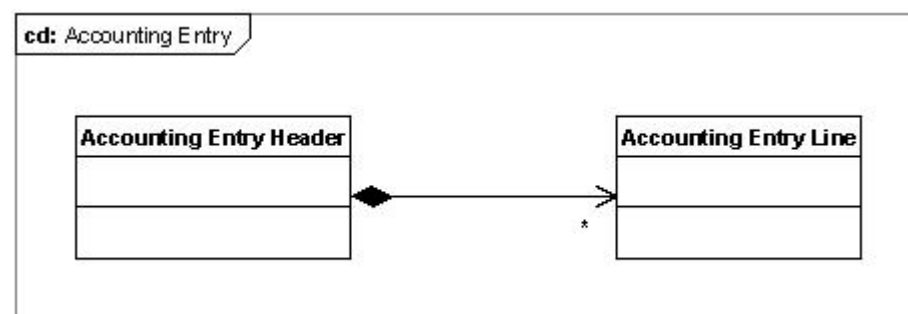 cd: Accounting Entry
Accounting Entry Header
Accounting Entry Line
*